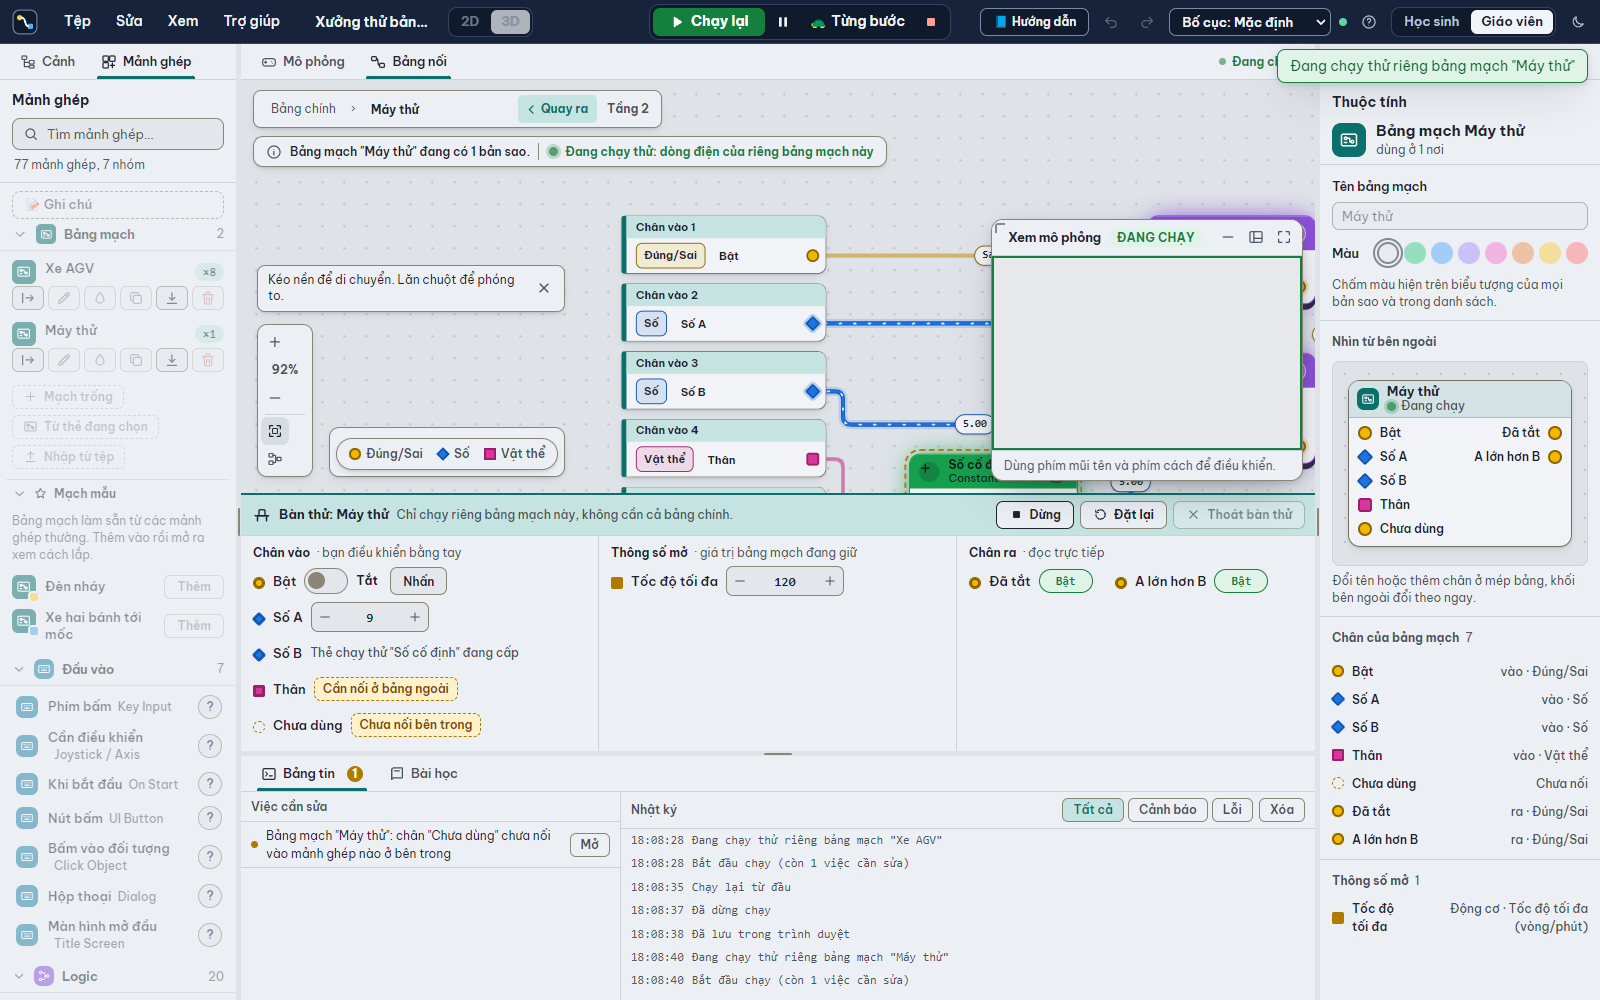 Tệp Sửa Xem Trợ giúp Xưởng thử bản... 2D 3D Chạy lại Từng bước Hướng dẫn Bố cục: Mặc định Học sinh Giáo viên
Cảnh Mảnh ghép
Mảnh ghép
Tìm mảnh ghép...
77 mảnh ghép, 7 nhóm
Ghi chú
Bảng mạch 2
Xe AGV ×8
Máy thử ×1
Mạch trống
Từ thẻ đang chọn
Nhập từ tệp
Mạch mẫu
Bảng mạch làm sẵn từ các mảnh
ghép thường. Thêm vào rồi mở ra
xem cách lắp.
Đèn nháy Thêm
Xe hai bánh tới
mốc Thêm
Đầu vào 7
Phím bấm Key Input ?
Cần điều khiển
Joystick / Axis ?
Khi bắt đầu On Start ?
Nút bấm UI Button ?
Bấm vào đối tượng
Click Object ?
Hộp thoại Dialog ?
Màn hình mở đầu
Title Screen ?
Logic 20
Mô phỏng Bảng nối
Đang ch
Đang chạy thử riêng bảng mạch "Máy thử"
Bảng chính › Máy thử Quay ra Tầng 2
Bảng mạch "Máy thử" đang có 1 bản sao. Đang chạy thử: dòng điện của riêng bảng mạch này
Kéo nền để di chuyển. Lăn chuột để phóng
to.
92%
Đúng/Sai Số Vật thể
Chân vào 1
Đúng/Sai Bật
Chân vào 2
Số Số A
Chân vào 3
Số Số B
Chân vào 4
Vật thể Thân
5.00
Số cố đ
Constan
5.00
Xem mô phỏng ĐANG CHẠY
Dùng phím mũi tên và phím cách để điều khiển.
Bàn thử: Máy thử Chỉ chạy riêng bảng mạch này, không cần cả bảng chính. Dừng Đặt lại Thoát bàn thử
Chân vào · bạn điều khiển bằng tay
Bật Tắt Nhấn
Số A − 9 +
Số B Thẻ chạy thử "Số cố định" đang cấp
Thân Cần nối ở bảng ngoài
Chưa dùng Chưa nối bên trong
Thông số mở · giá trị bảng mạch đang giữ
Tốc độ tối đa − 120 +
Chân ra · đọc trực tiếp
Đã tắt Bật A lớn hơn B Bật
Bảng tin 1 Bài học
Việc cần sửa
Bảng mạch "Máy thử": chân "Chưa dùng" chưa nối
vào mảnh ghép nào ở bên trong Mở
Nhật ký Tất cả Cảnh báo Lỗi Xóa
18:08:28 Đang chạy thử riêng bảng mạch "Xe AGV"
18:08:28 Bắt đầu chạy (còn 1 việc cần sửa)
18:08:35 Chạy lại từ đầu
18:08:37 Đã dừng chạy
18:08:38 Đã lưu trong trình duyệt
18:08:40 Đang chạy thử riêng bảng mạch "Máy thử"
18:08:40 Bắt đầu chạy (còn 1 việc cần sửa)
Thuộc tính
Bảng mạch Máy thử
dùng ở 1 nơi
Tên bảng mạch
Máy thử
Màu
Chấm màu hiện trên biểu tượng của mọi
bản sao và trong danh sách.
Nhìn từ bên ngoài
Máy thử
Đang chạy
Bật Đã tắt
Số A A lớn hơn B
Số B
Thân
Chưa dùng
Đổi tên hoặc thêm chân ở mép bảng, khối
bên ngoài đổi theo ngay.
Chân của bảng mạch 7
Bật vào · Đúng/Sai
Số A vào · Số
Số B vào · Số
Thân vào · Vật thể
Chưa dùng Chưa nối
Đã tắt ra · Đúng/Sai
A lớn hơn B ra · Đúng/Sai
Thông số mở 1
Tốc độ Động cơ · Tốc độ tối đa
tối đa (vòng/phút)